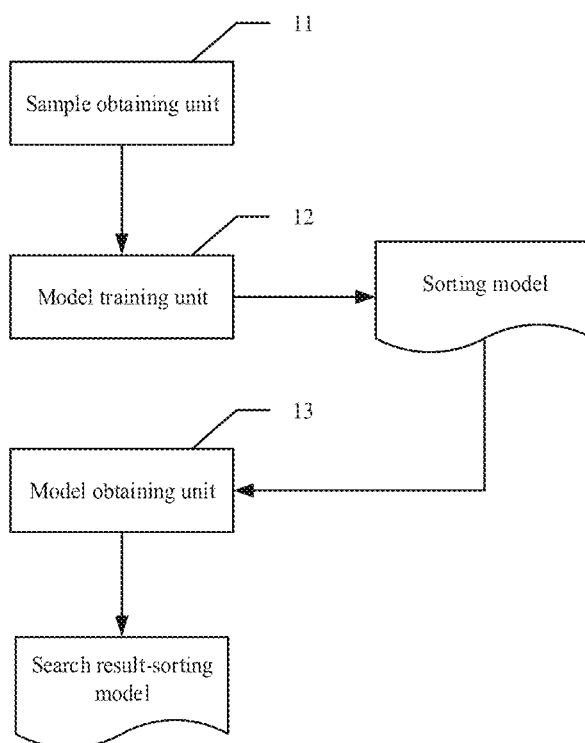 11
Sample obtaining unit
12
Model training unit
Sorting model
13
Model obtaining unit
Search result-sorting
model